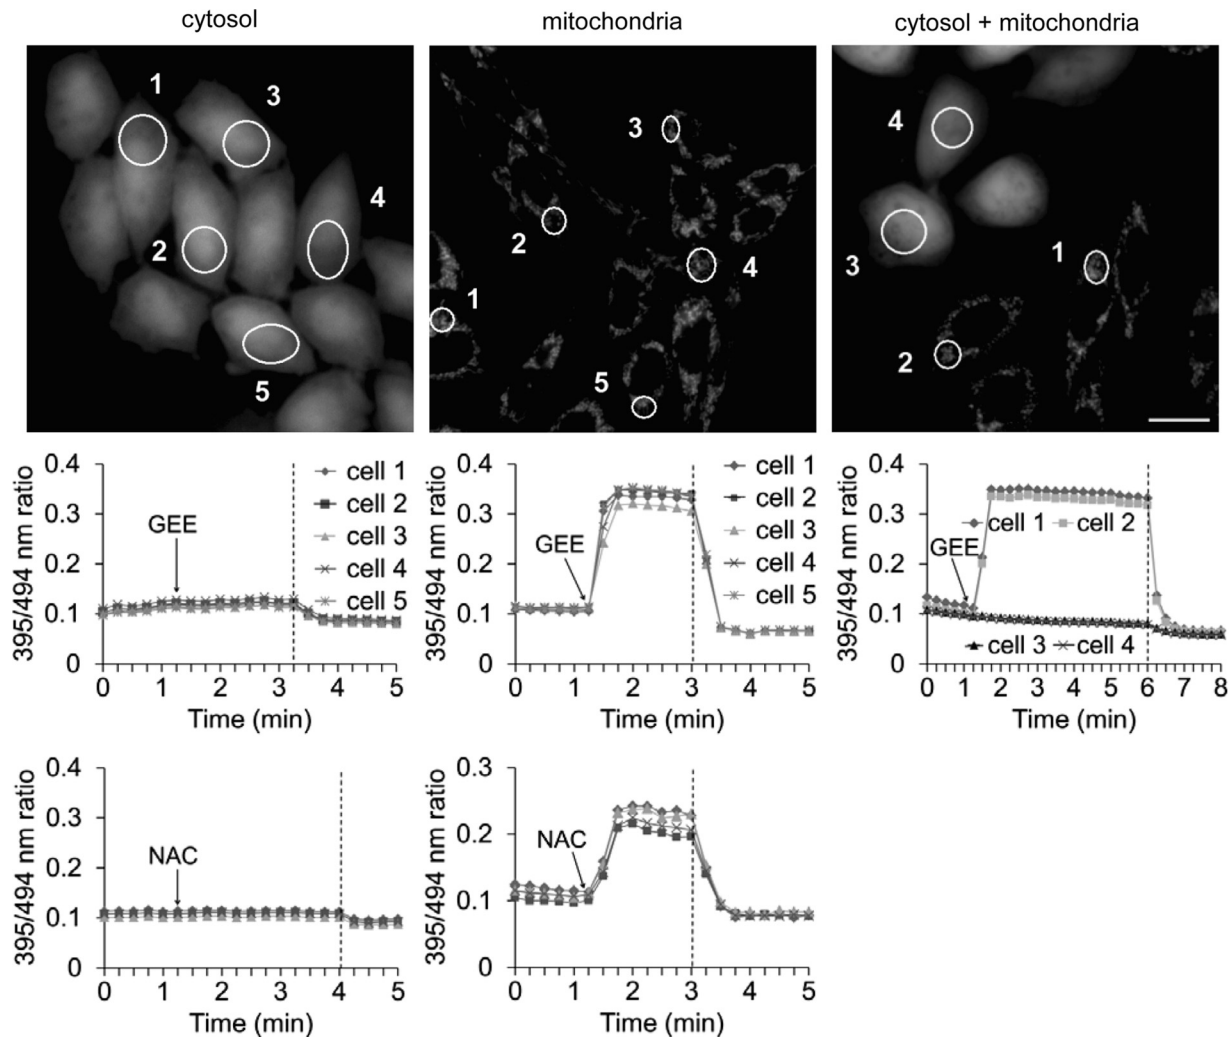 cytosol
mitochondria
cytosol + mitochondria
1
3
4
2
5
3
2
4
1
5
4
3
1
2
0.4
0.3
0.2
0.1
0
395/494 nm ratio
GEE
cell 1
cell 2
cell 3
cell 4
cell 5
0 1 2 3 4 5
Time (min)
0.4
0.3
0.2
0.1
0
395/494 nm ratio
GEE
cell 1
cell 2
cell 3
cell 4
cell 5
0 1 2 3 4 5
Time (min)
0.4
0.3
0.2
0.1
0
395/494 nm ratio
GEE
cell 1 cell 2
cell 3 cell 4
0 1 2 3 4 5 6 7 8
Time (min)
0.4
0.3
0.2
0.1
0
395/494 nm ratio
NAC
0 1 2 3 4 5
Time (min)
0.3
0.2
0.1
0
395/494 nm ratio
NAC
0 1 2 3 4 5
Time (min)